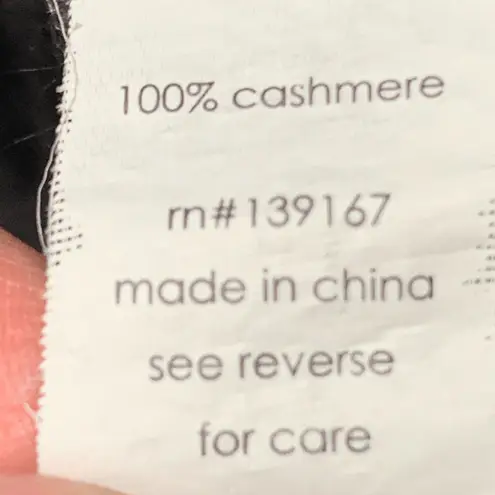 100% cashmere
rn#139167
made in china
see reverse
for care